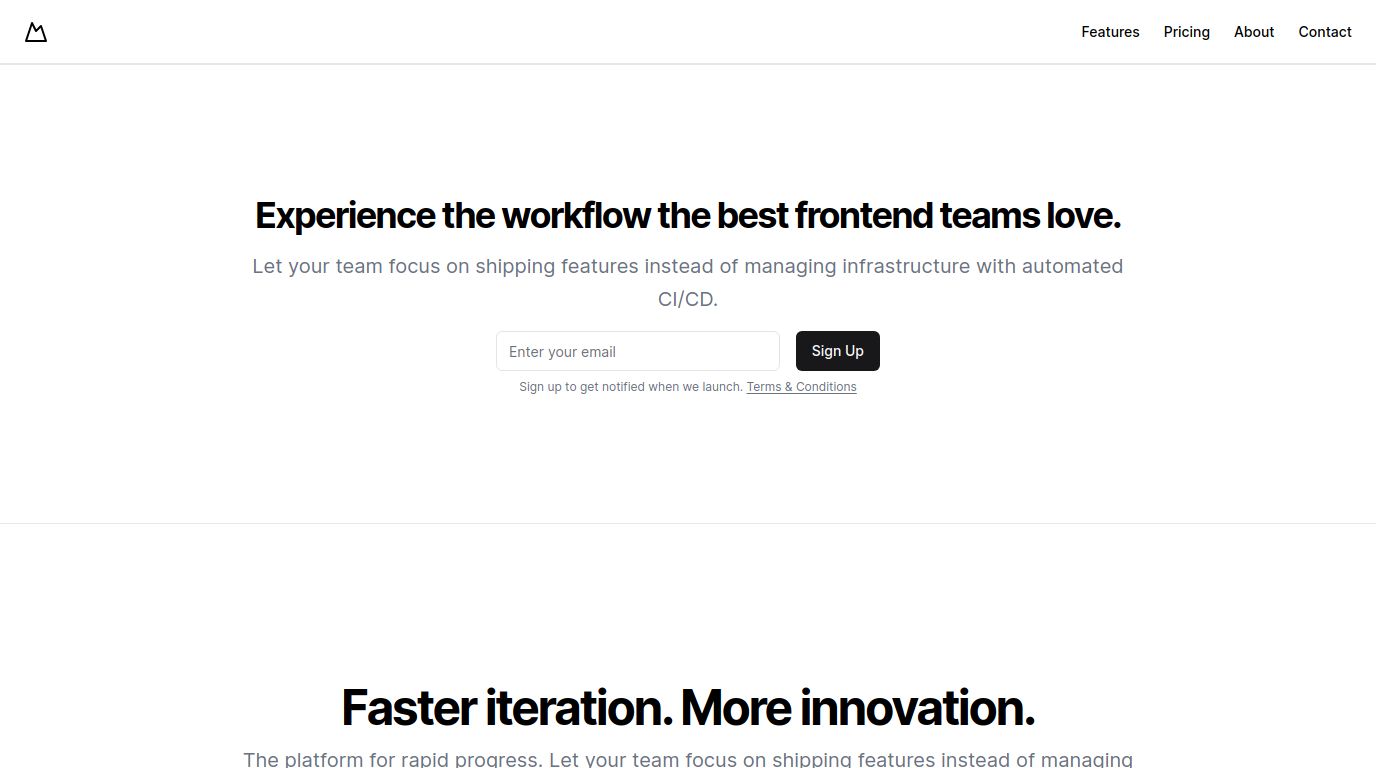 Features Pricing About Contact
Experience the workflow the best frontend teams love.
Let your team focus on shipping features instead of managing infrastructure with automated
CI/CD.
Enter your email Sign Up
Sign up to get notified when we launch. Terms & Conditions
Faster iteration. More innovation.
The platform for rapid progress. Let your team focus on shipping features instead of managing